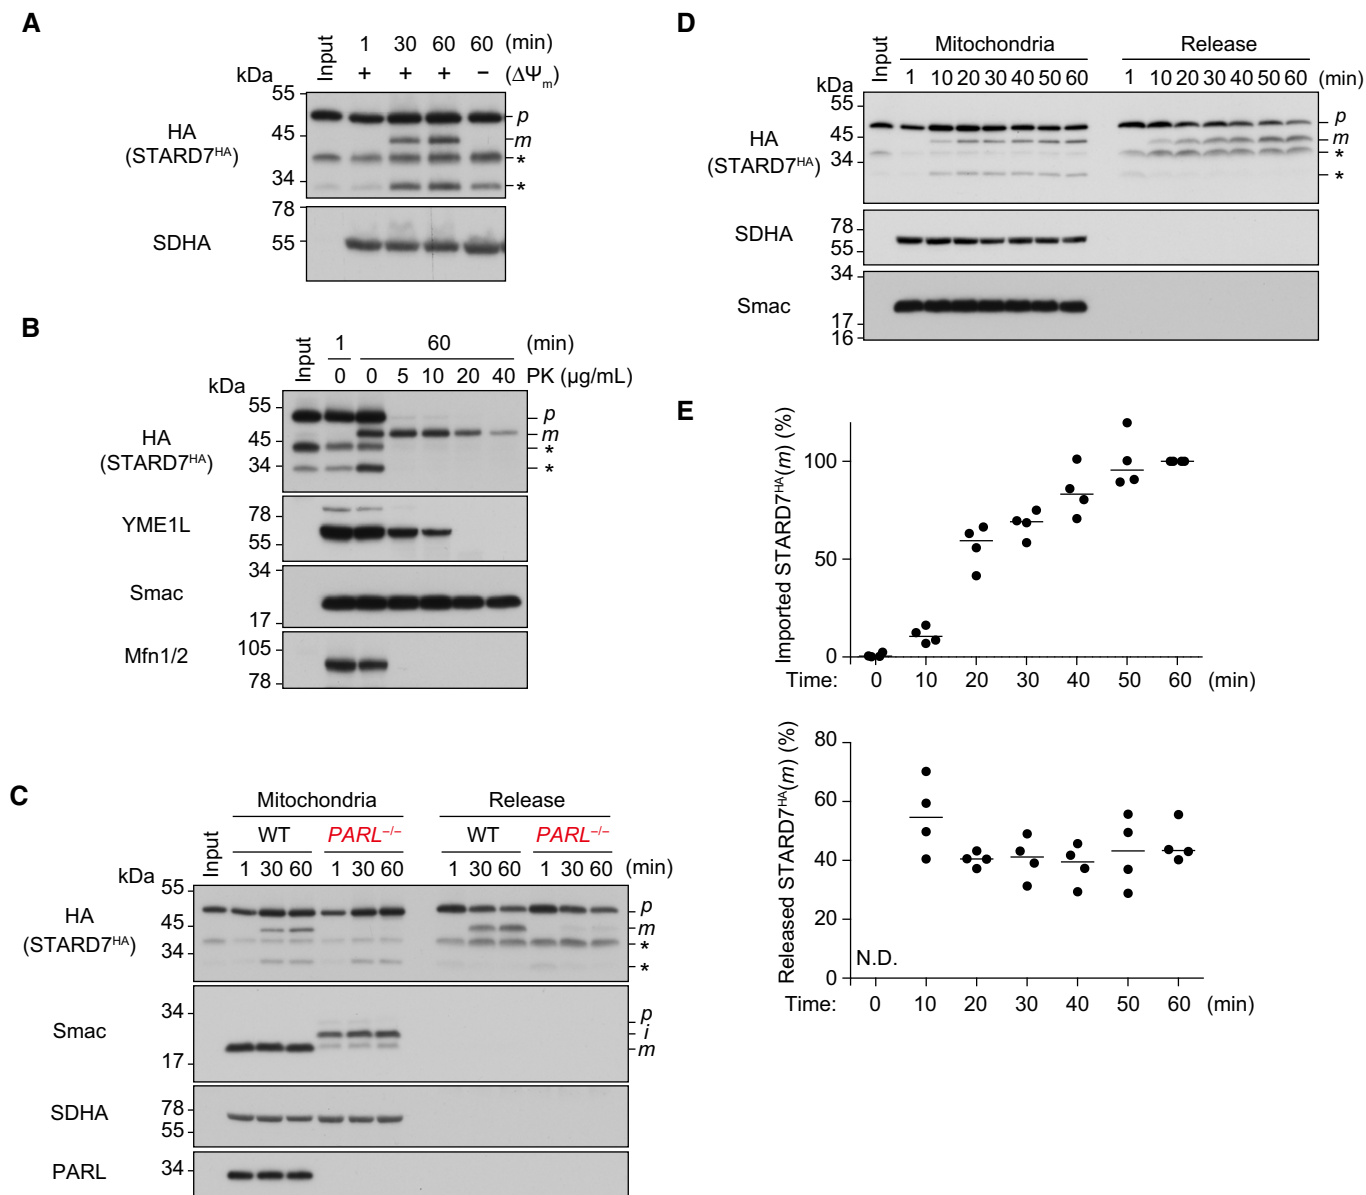 A
Input 1 30 60 60 (min)
kDa + + + − (ΔΨm)
55
45
34
HA
(STARD7HA)
p
m
*
*
78
55
SDHA
B
Input 1 60 (min)
kDa 0 0 5 10 20 40 PK (µg/mL)
55
45
34
HA
(STARD7HA)
p
m
*
*
YME1L
78
55
Smac
34
17
Mfn1/2
105
78
C
Mitochondria Release
WT PARL−/− WT PARL−/−
Input 1 30 60 1 30 60 1 30 60 1 30 60 (min)
kDa
55
45
34
HA
(STARD7HA)
p
m
*
*
Smac
34
17
p
i
m
SDHA
78
55
PARL
34
D
Mitochondria Release
Input 1 10 20 30 40 50 60 1 10 20 30 40 50 60 (min)
kDa
55
45
34
HA
(STARD7HA)
p
m
*
*
SDHA
78
55
Smac
34
17
16
E
Imported STARD7HA(m) (%)
100
50
0
Time: 0 10 20 30 40 50 60 (min)
Released STARD7HA(m) (%)
80
60
40
20
0
N.D.
Time: 0 10 20 30 40 50 60 (min)